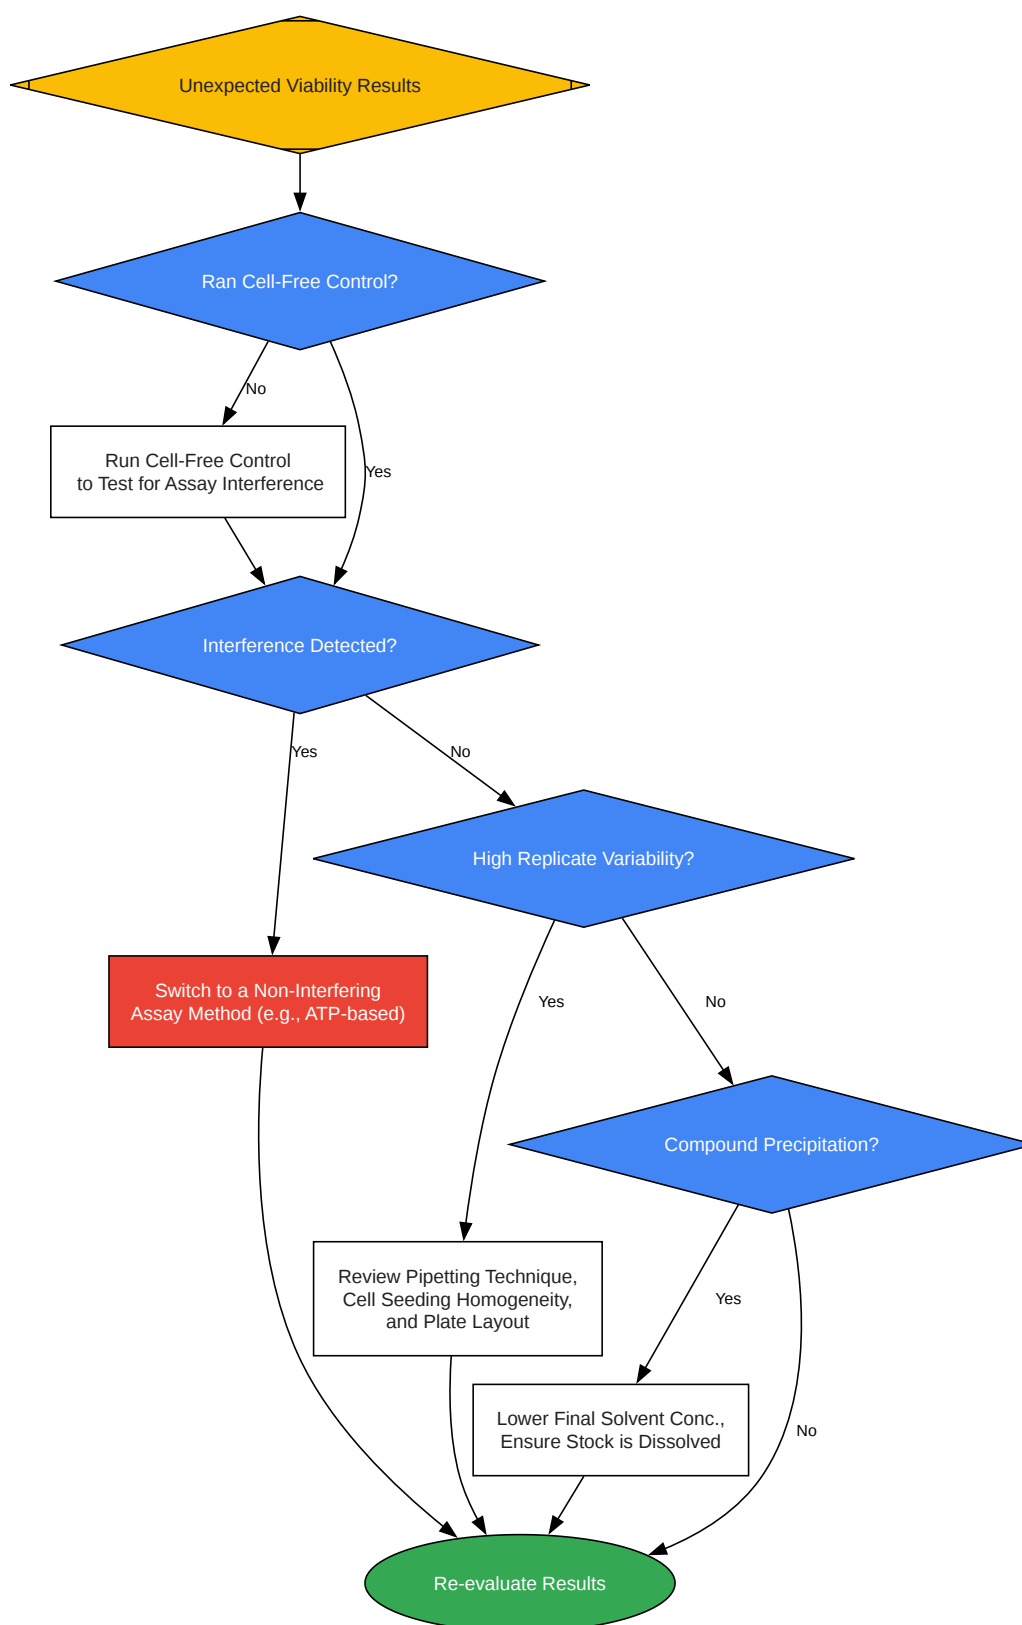 Unexpected Viability Results
Ran Cell-Free Control?
No
Run Cell-Free Control
to Test for Assay Interference
Yes
Interference Detected?
Yes
No
High Replicate Variability?
Switch to a Non-Interfering
Assay Method (e.g., ATP-based)
Yes
No
Compound Precipitation?
Review Pipetting Technique,
Cell Seeding Homogeneity,
and Plate Layout
Yes
Lower Final Solvent Conc.,
Ensure Stock is Dissolved
No
Re-evaluate Results